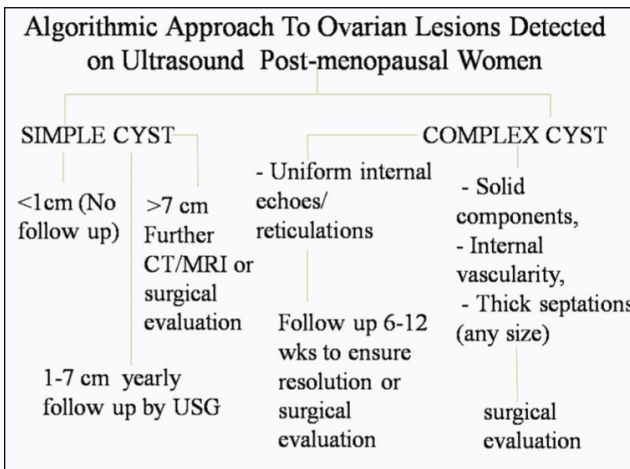 Algorithmic Approach To Ovarian Lesions Detected
on Ultrasound Post-menopausal Women
SIMPLE CYST
<1cm (No
follow up)
>7 cm
Further
CT/MRI or
surgical
evaluation
1-7 cm yearly
follow up by USG
COMPLEX CYST
- Uniform internal
echoes/
reticulations
Follow up 6-12
wks to ensure
resolution or
surgical
evaluation
- Solid
components,
- Internal
vascularity,
- Thick septations
(any size)
surgical
evaluation